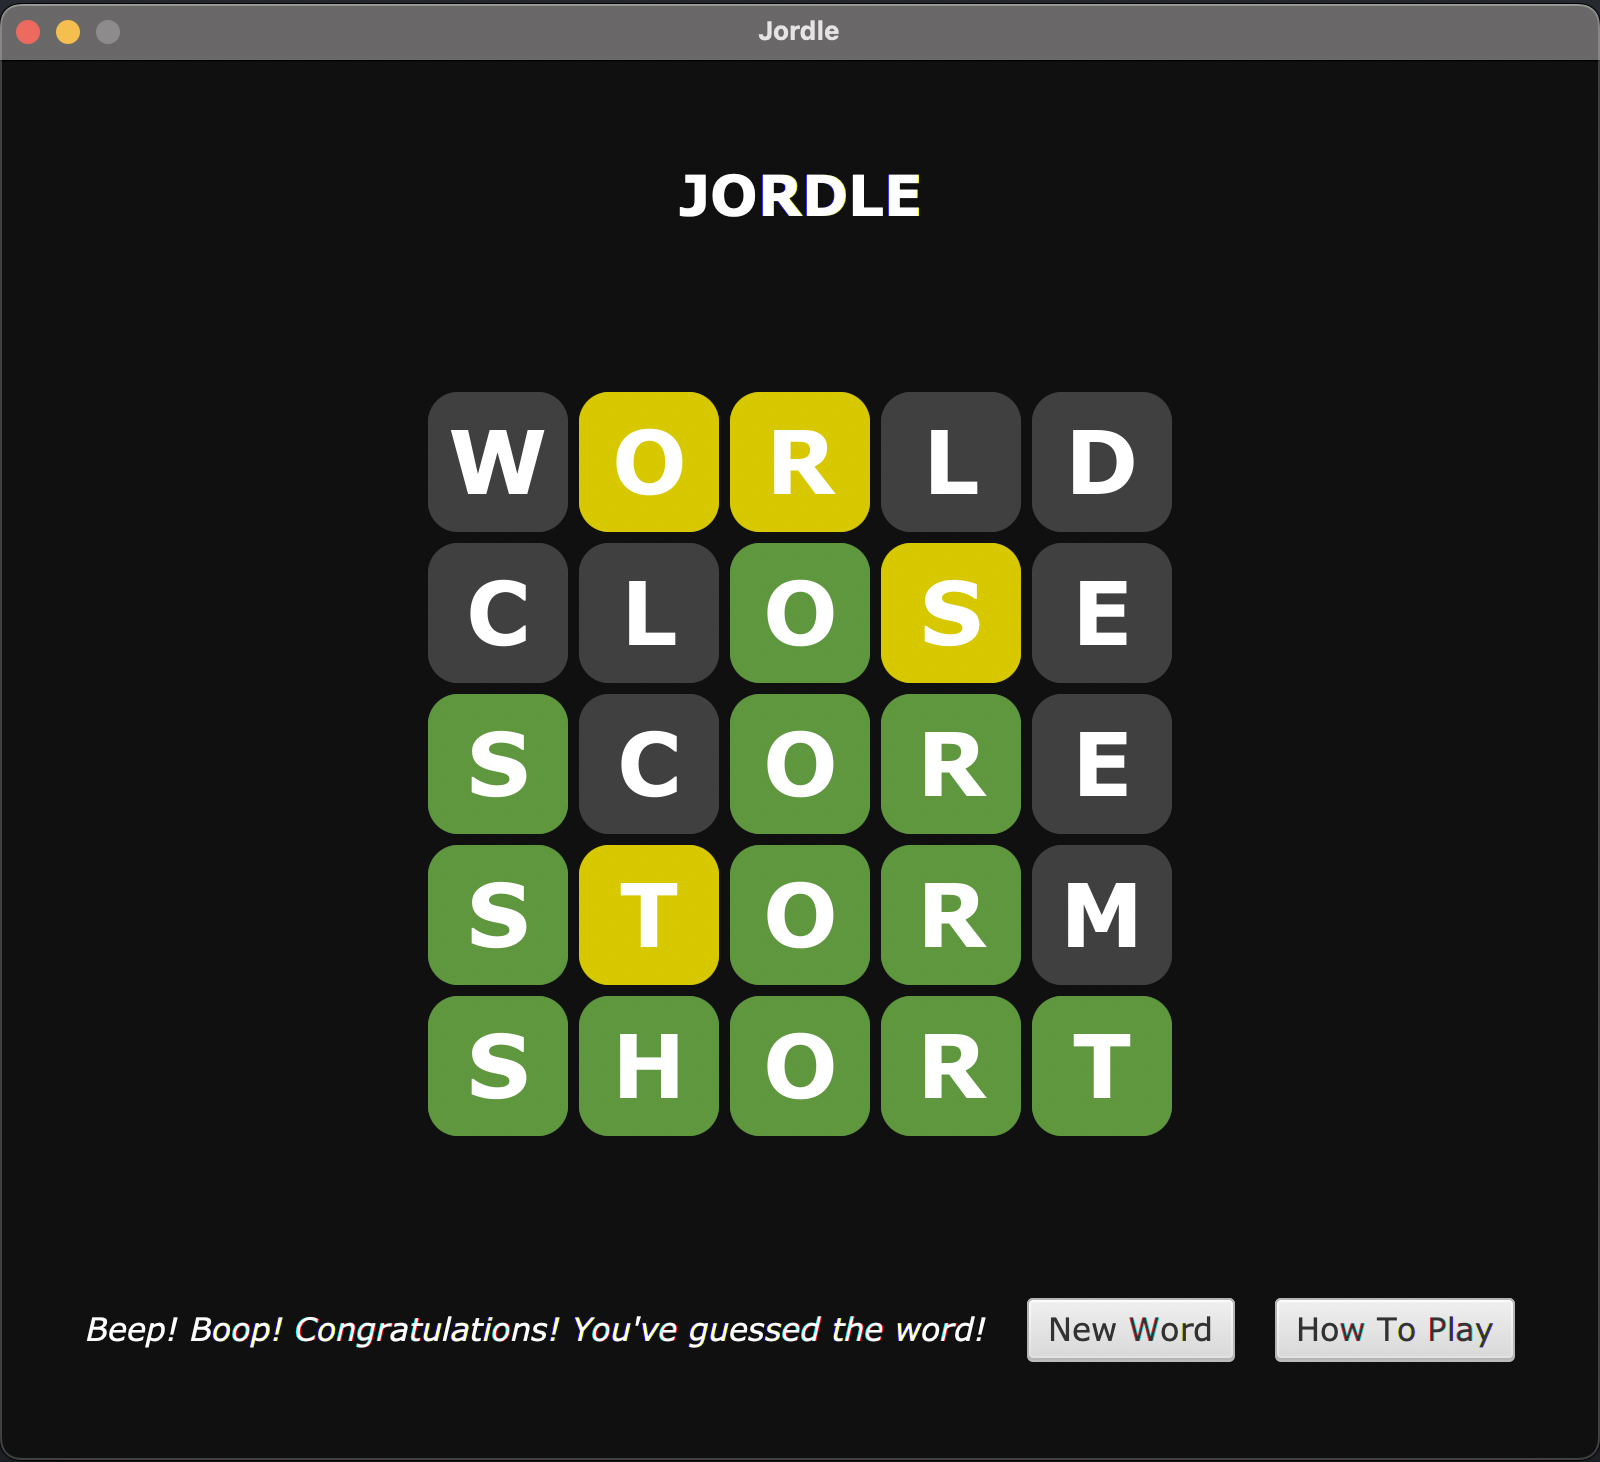 Jordle
JORDLE
W O R L D
C L O S E
S C O R E
S T O R M
S H O R T
Beep! Boop! Congratulations! You've guessed the word! New Word How To Play